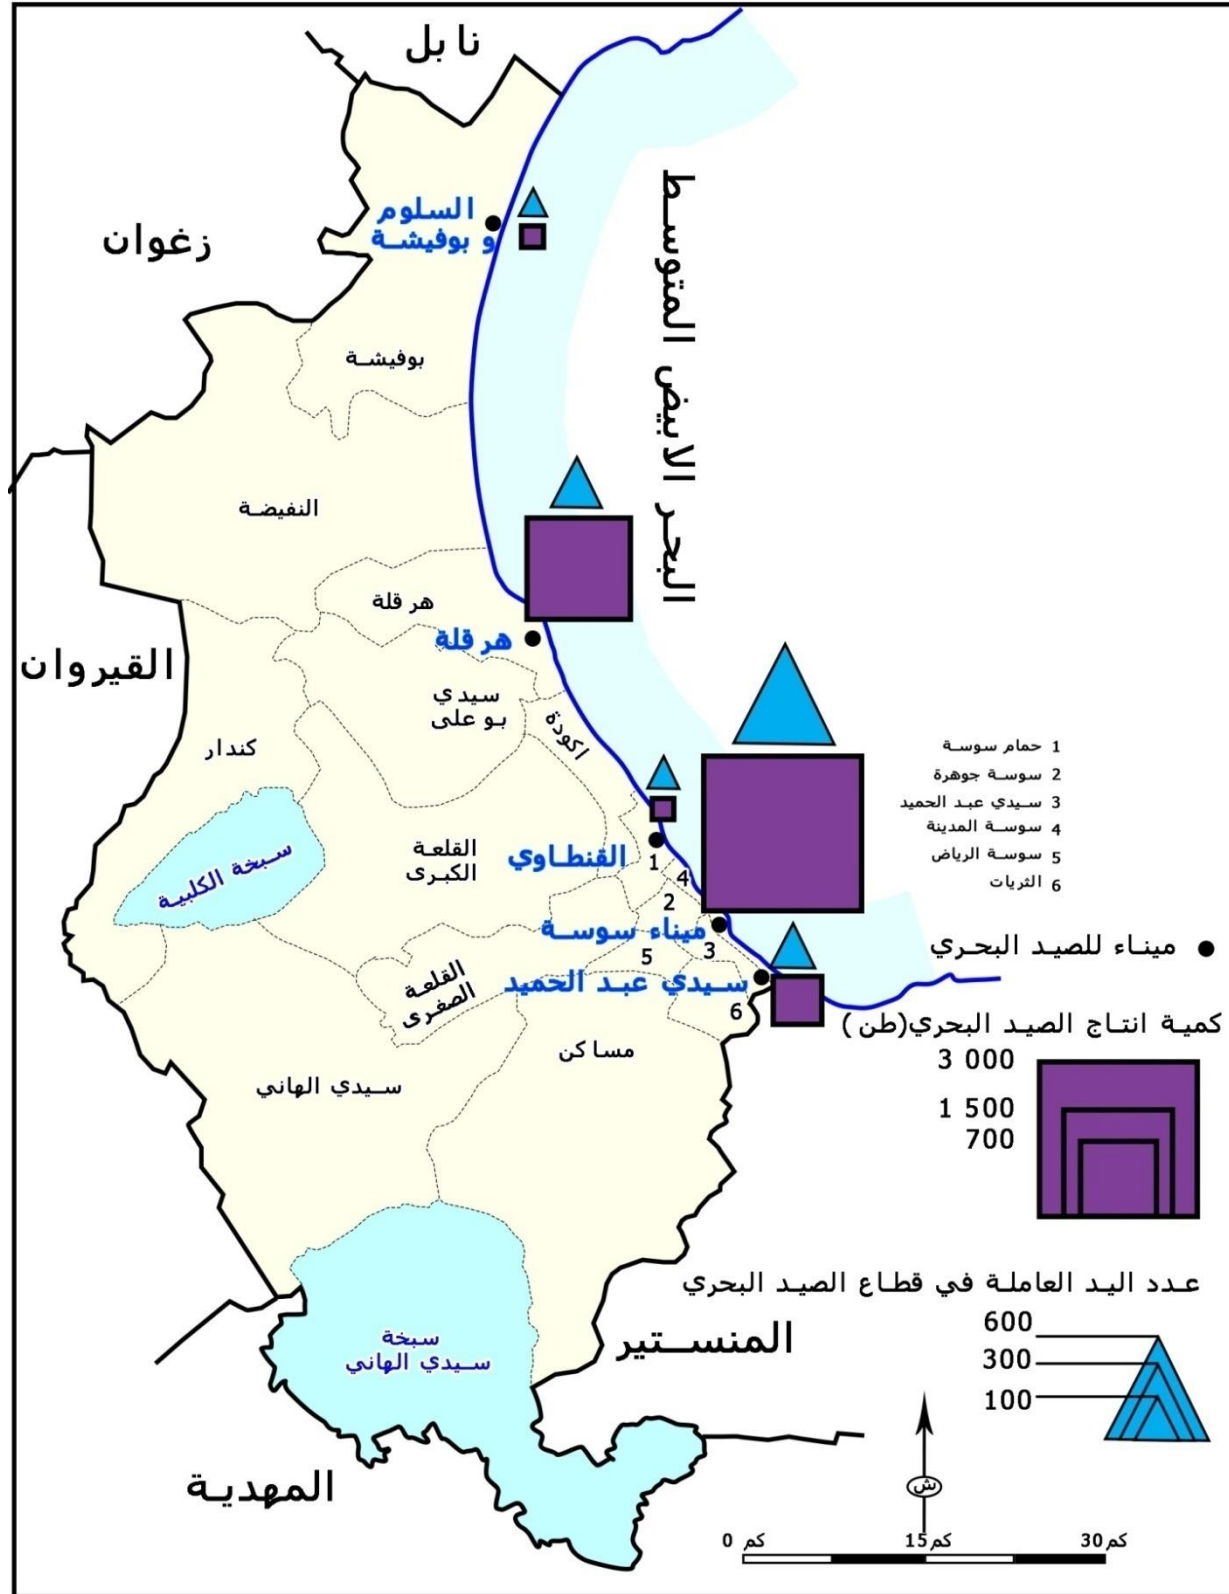 نابل
زغوان
السلوم
و بوفيشة
البحر الابيض المتوسط
بوفيشة
النفيضة
هرقلة
هرقلة
القيروان
سيدي
بو على
اكودة
كندار
سبخة الكلبية
القلعة
الكبرى
القنطاوي
1
4
2
ميناء سوسة
3
5
سيدي عبد الحميد
6
القلعة
الصغرى
مساكن
سيدي الهاني
سبخة
سيدي الهاني
المنستير
المهدية
1 حمام سوسة
2 سوسة جوهرة
3 سيدي عبد الحميد
4 سوسة المدينة
5 سوسة الرياض
6 الثريات
ميناء للصيد البحري
كمية انتاج الصيد البحري(طن)
3 000
1 500
700
عدد اليد العاملة في قطاع الصيد البحري
600
300
100
ش
0 كم 15كم 30كم